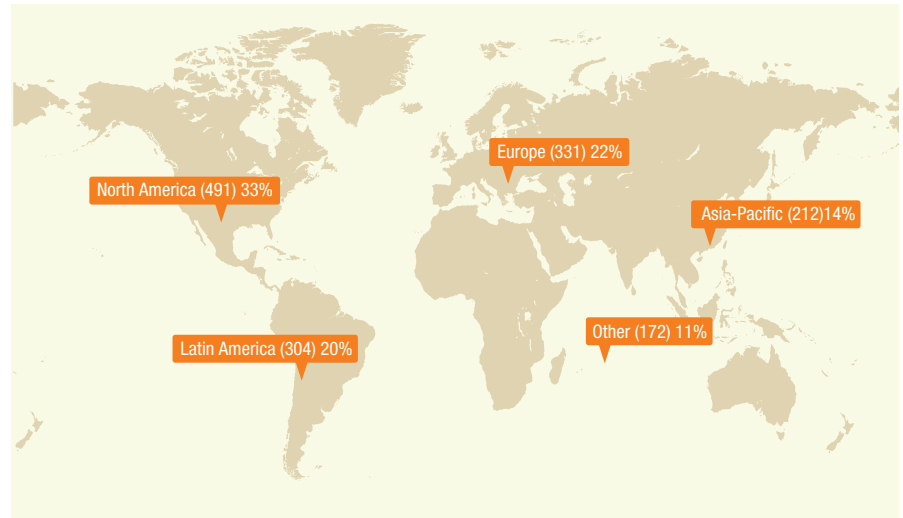 Europe (331) 22%
North America (491) 33%
Asia-Pacific (212)14%
Other (172) 11%
Latin America (304) 20%